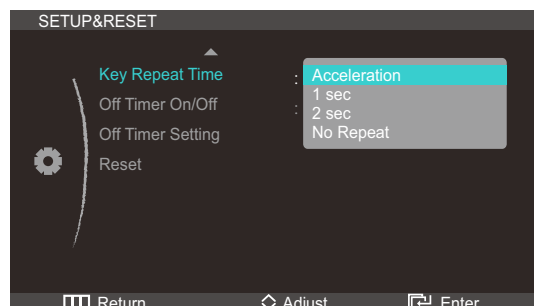 SETUP&RESET
Key Repeat Time : Acceleration
1 sec
Off Timer On/Off : 2 sec
No Repeat
Off Timer Setting
Reset
Return Adjust Enter